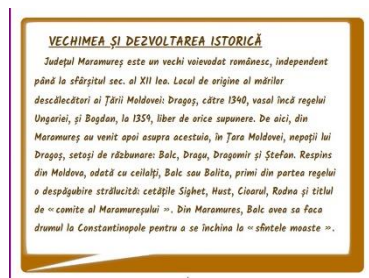 VECHIMEA ȘI DEZVOLTAREA ISTORICĂ
Județul Maramureș este un vechi voievodat românesc, independent
până la sfârșitul sec. al XII lea. Locul de origine al mărilor
descălecători ai Țării Moldovei: Dragoș, către 1340, vasal încă regelui
Ungariei, și Bogdan, la 1359, liber de orice supunere. De aici, din
Maramureș au venit apoi asupra acestuia, în Țara Moldovei, nepoții lui
Dragoș, setoși de răzbunare: Balc, Dragu, Dragomir și Ștefan. Respins
din Moldova, odată cu ceilalți, Balc sau Balita, primi din partea regelui
o despăgubire strălucită: cetățile Sighet, Hust, Cioarul, Rodna și titlul
de «comite al Maramureșului ». Din Maramures, Balc avea sa faca
drumul la Constantinopole pentru a se închina la «sfintele moaste ».